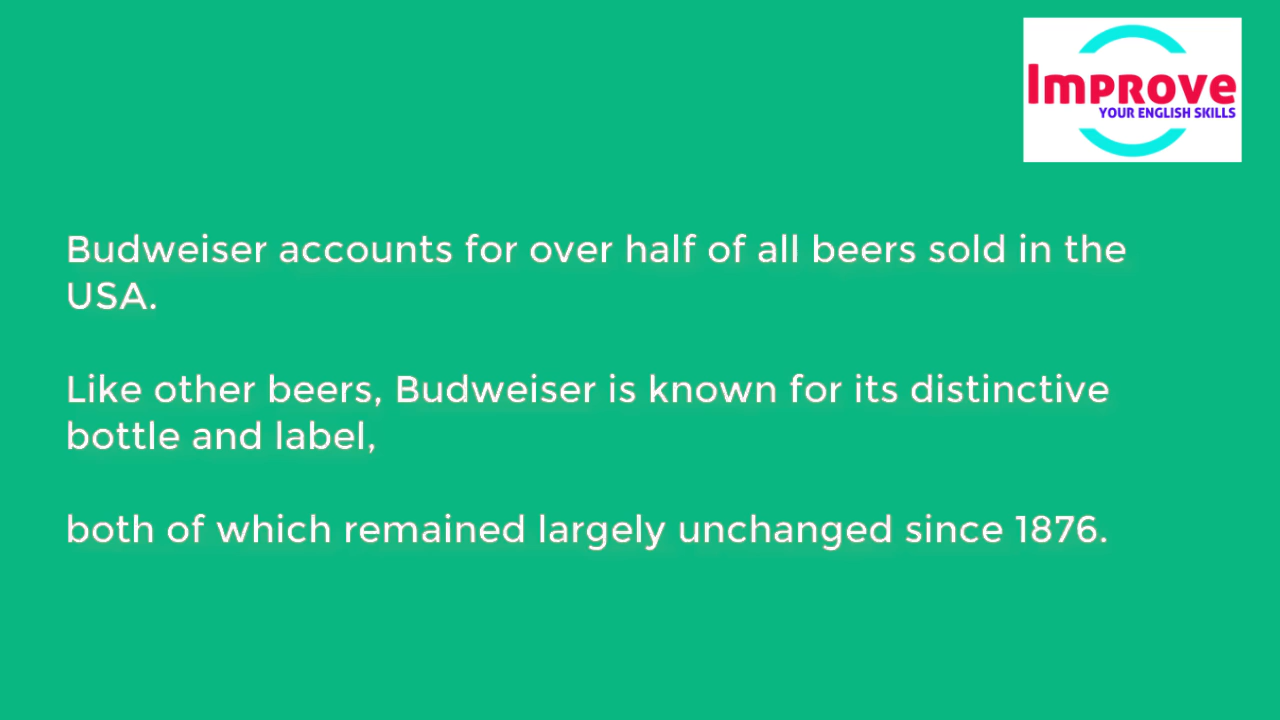 Improve
YOUR ENGLISH SKILLS
Budweiser accounts for over half of all beers sold in the
USA.
Like other beers, Budweiser is known for its distinctive
bottle and label,
both of which remained largely unchanged since 1876.